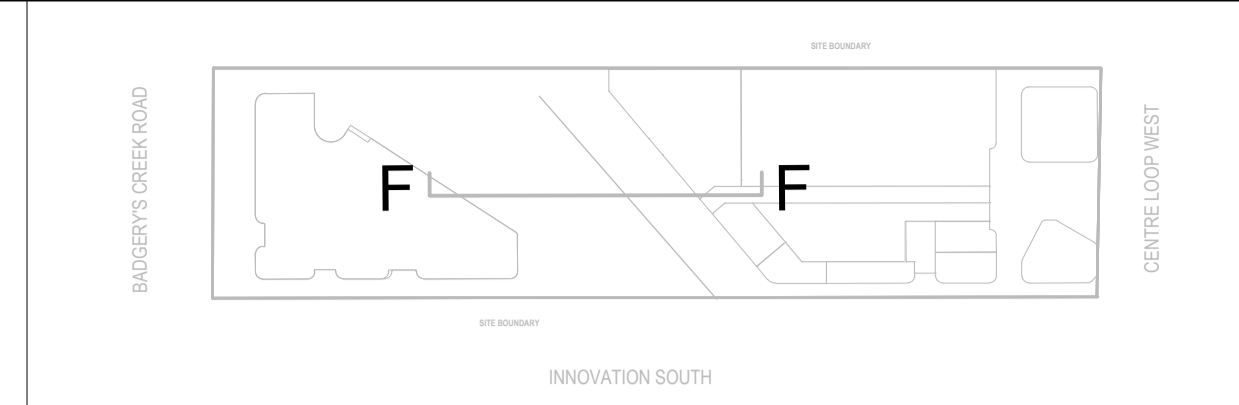 SITE BOUNDARY
BADGERY'S CREEK ROAD
F
F
CENTRE LOOP WEST
SITE BOUNDARY
INNOVATION SOUTH